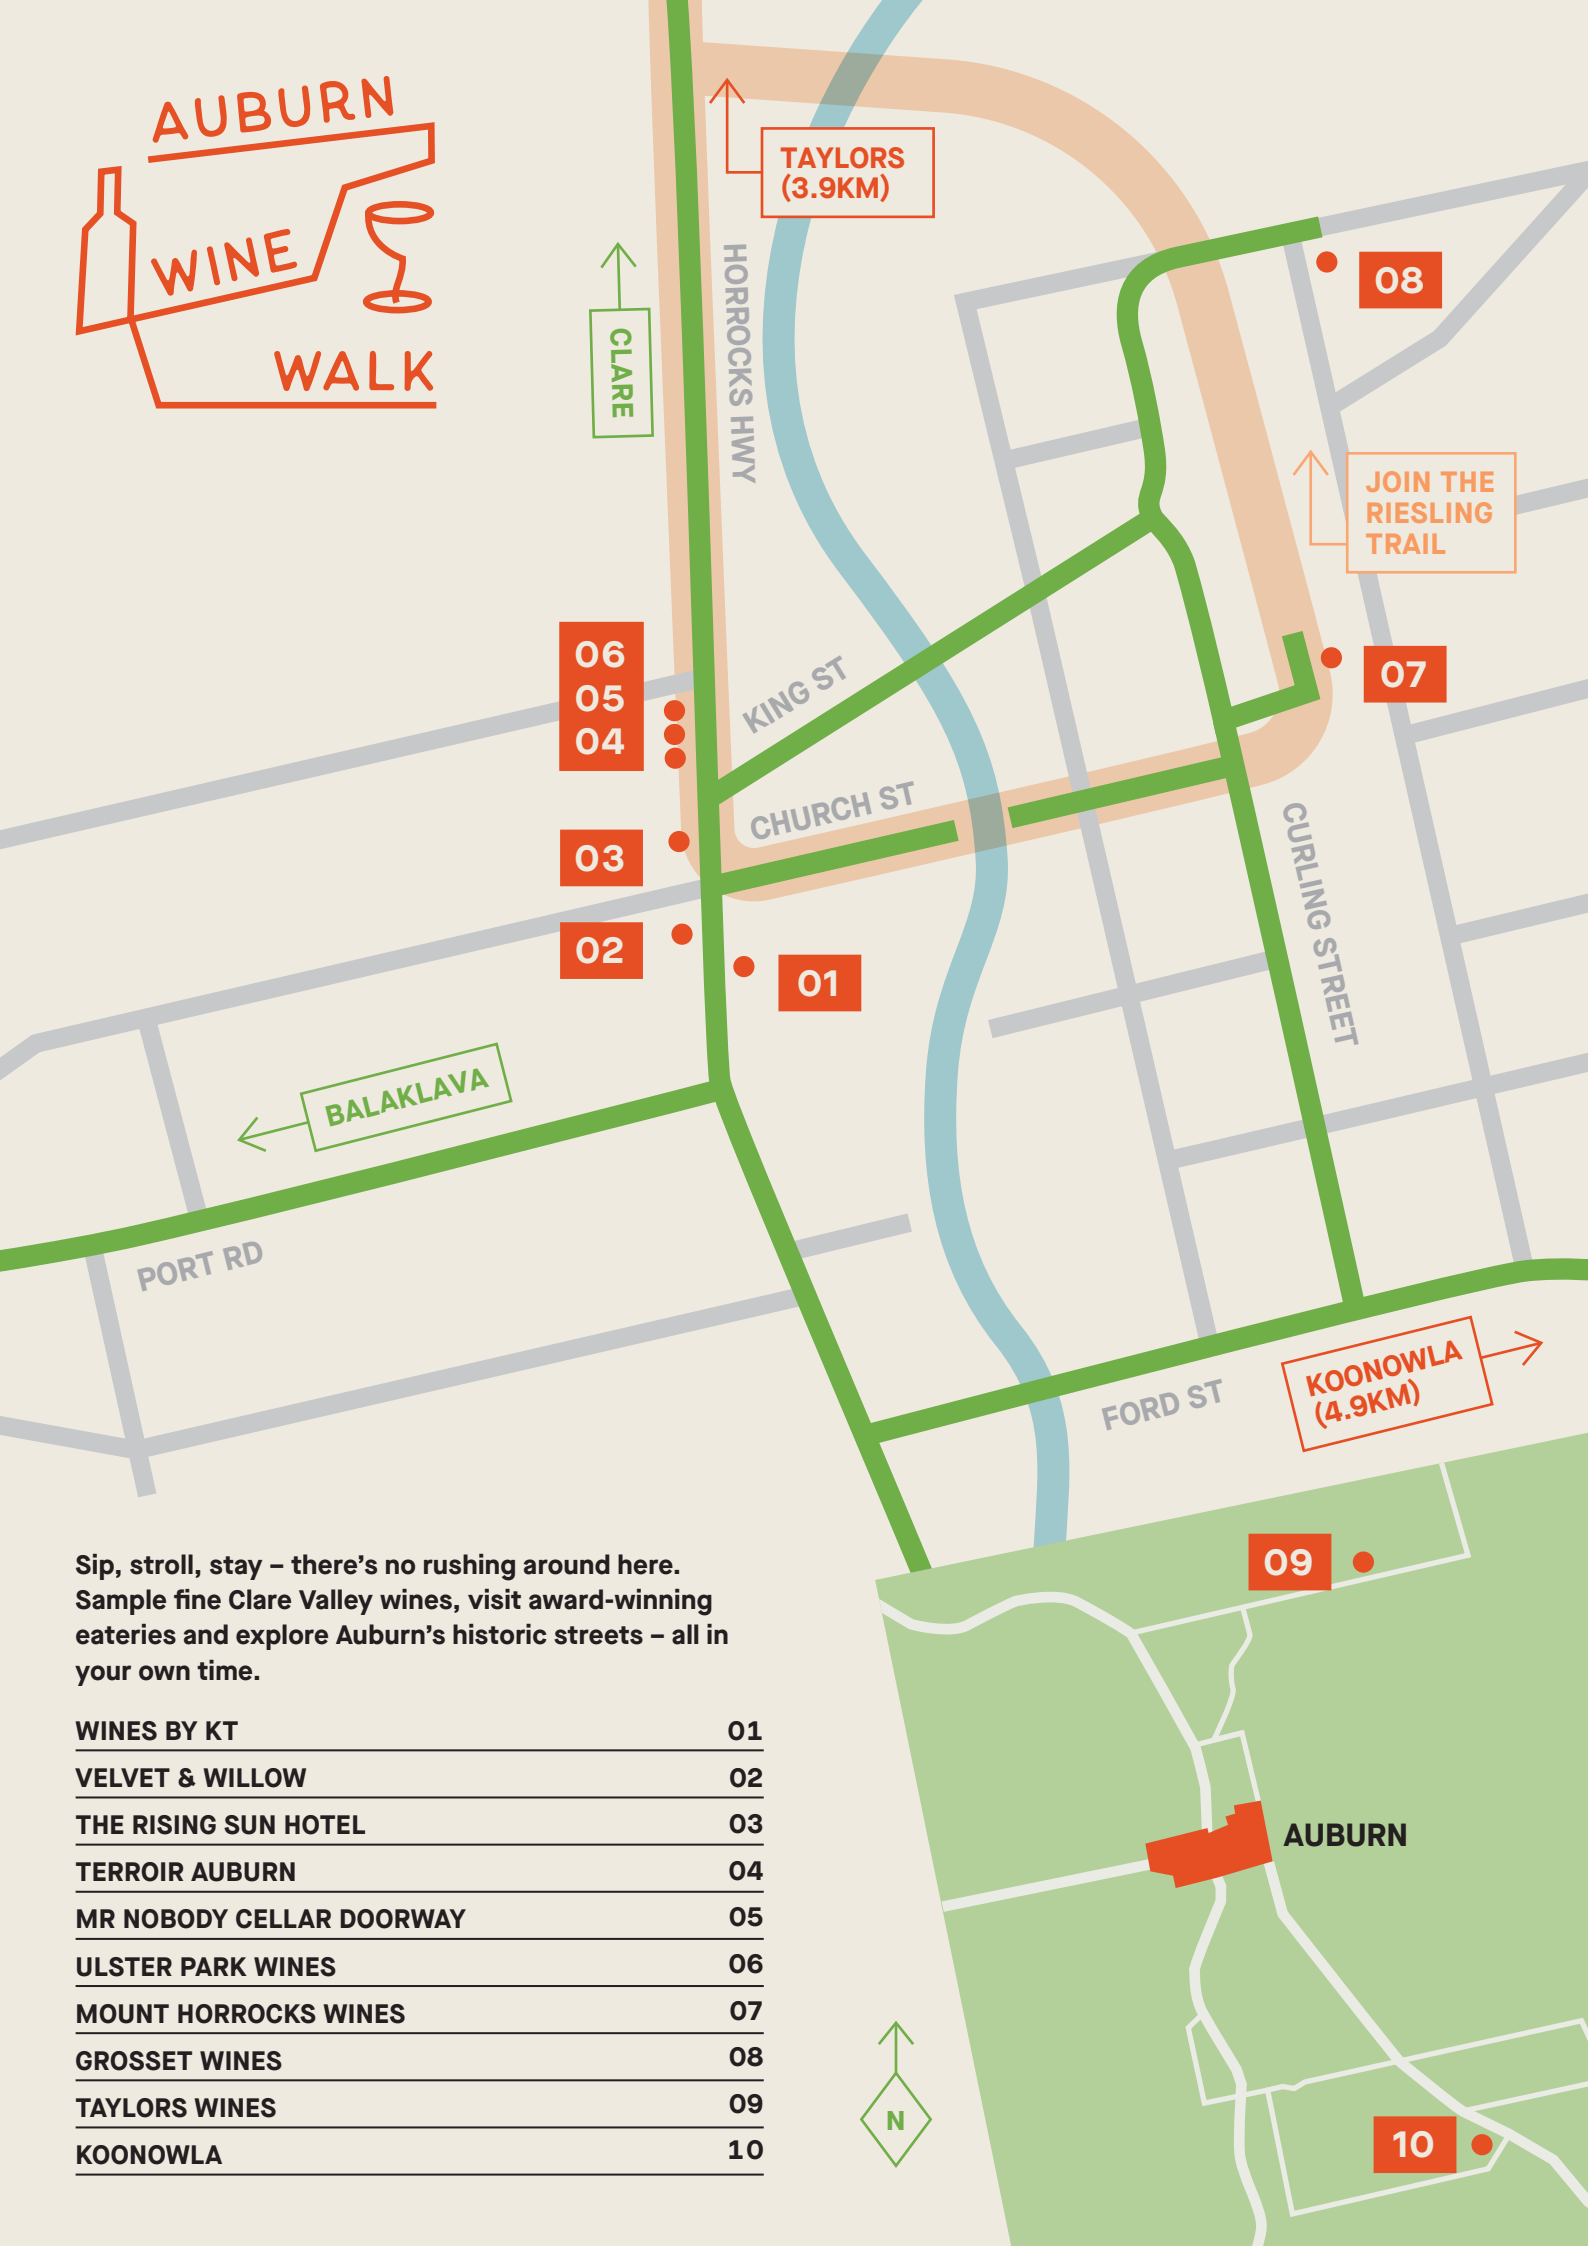 AUBURN
WINE
WALK
TAYLORS
(3.9KM)
HORROCKS HWY
CLARE
08
JOIN THE
RIESLING
TRAIL
06
05
04
KING ST
07
CHURCH ST
03
CURLING STREET
02
01
BALAKLAVA
PORT RD
KOONOWLA
(4.9KM)
FORD ST
09
Sip, stroll, stay – there's no rushing around here.
Sample fine Clare Valley wines, visit award-winning
eateries and explore Auburn's historic streets – all in
your own time.
WINES BY KT 01
VELVET & WILLOW 02
THE RISING SUN HOTEL 03
TERROIR AUBURN 04
MR NOBODY CELLAR DOORWAY 05
ULSTER PARK WINES 06
MOUNT HORROCKS WINES 07
GROSSET WINES 08
TAYLORS WINES 09
KOONOWLA 10
AUBURN
N
10